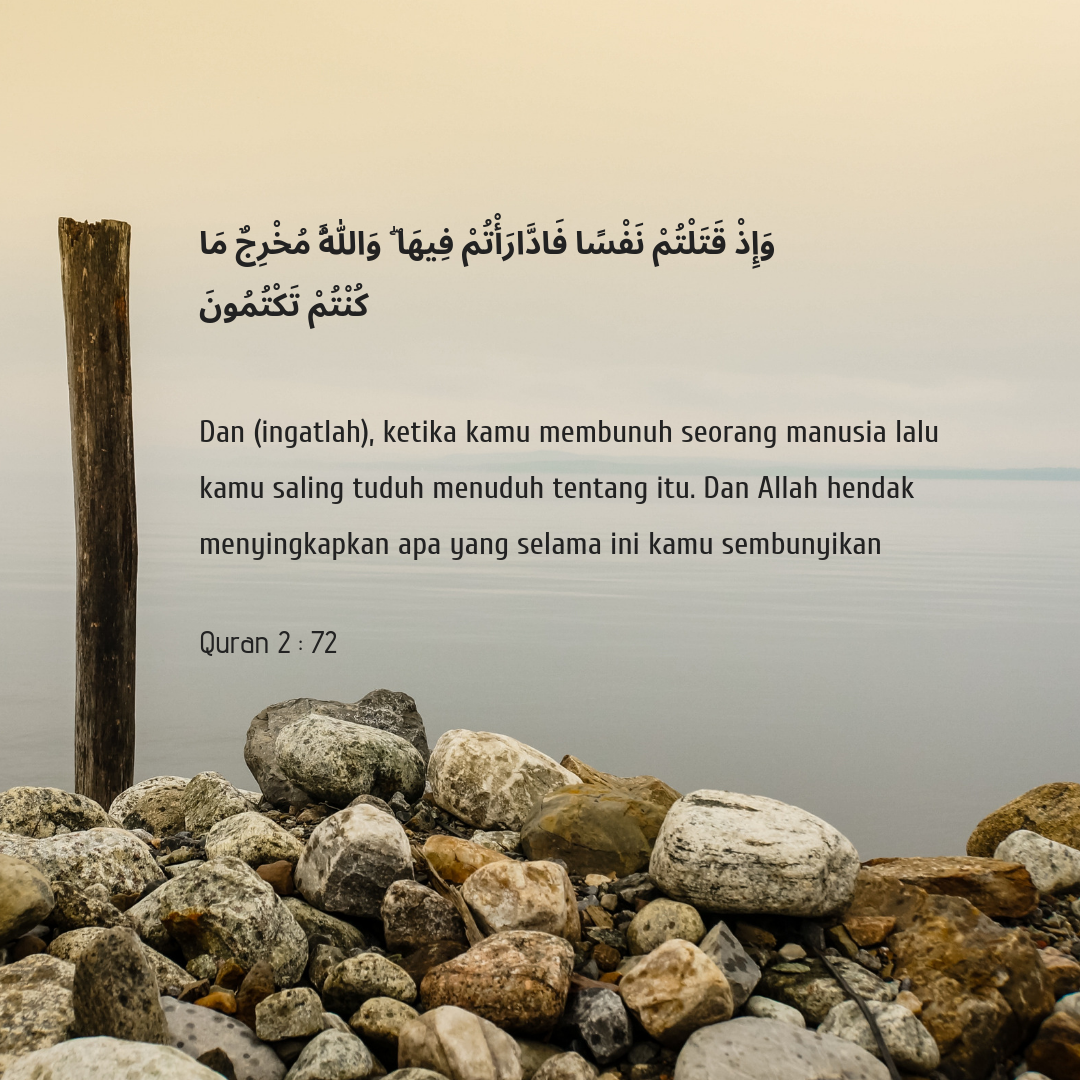 وَإِذْ قَتَلْتُمْ نَفْسًا فَادَّارَأْتُمْ فِيهَا ۖ وَاللَّهُ مُخْرِجٌ مَا
كُنْتُمْ تَكْتُمُونَ
Dan (ingatlah), ketika kamu membunuh seorang manusia lalu
kamu saling tuduh menuduh tentang itu. Dan Allah hendak
menyingkapkan apa yang selama ini kamu sembunyikan
Quran 2 : 72